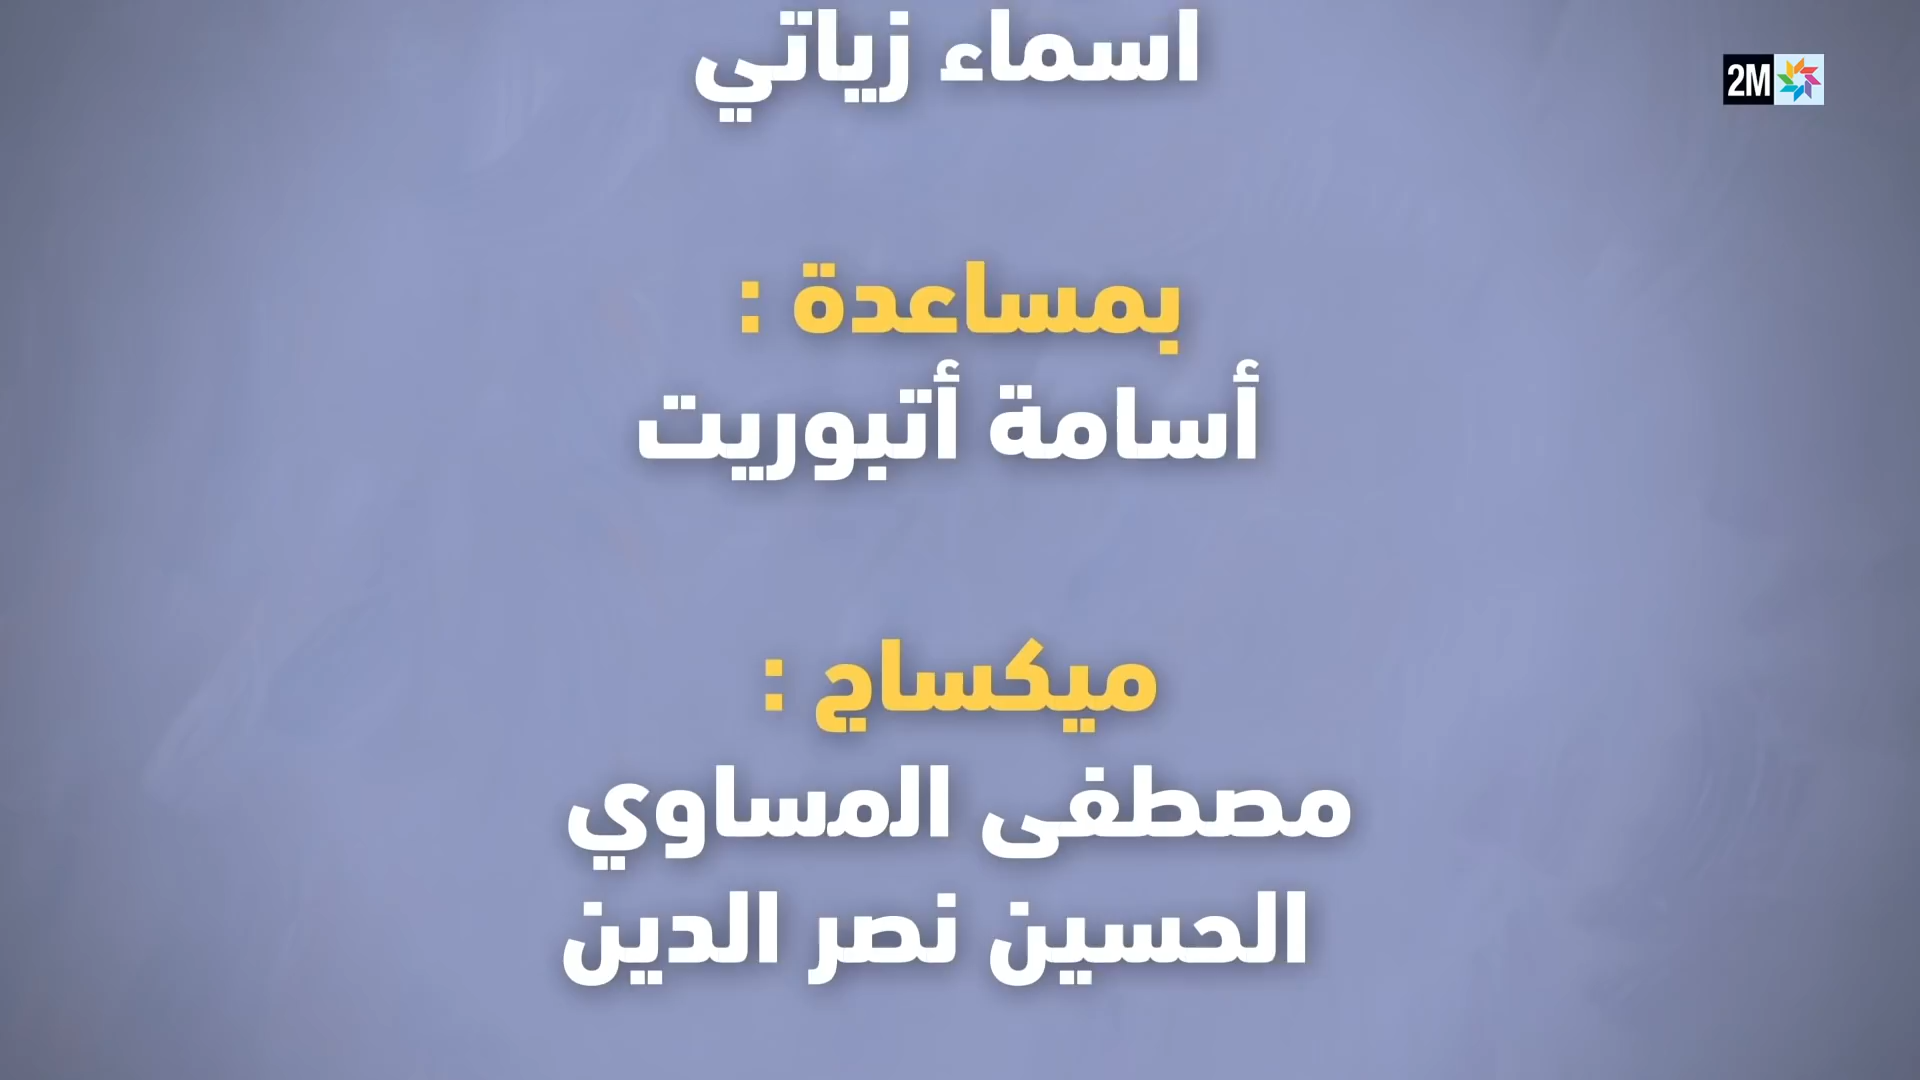 اسماء زياتي
2M
بمساعدة :
أسامة أتبوريت
ميكساج :
مصطفى المساوي
الحسين نصر الدين